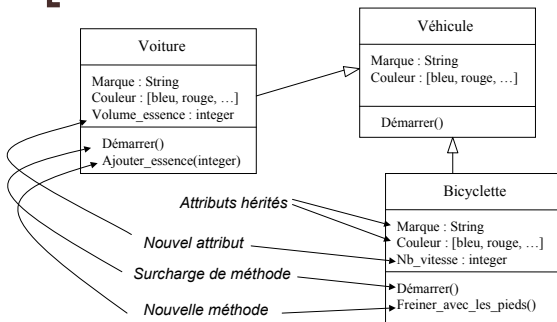 Voiture
Marque : String
Couleur : [bleu, rouge, …]
Volume_essence : integer
Démarrer()
Ajouter_essence(integer)
Véhicule
Marque : String
Couleur : [bleu, rouge, …]
Démarrer()
Attributs hérités
Nouvel attribut
Surcharge de méthode
Nouvelle méthode
Bicyclette
Marque : String
Couleur : [bleu, rouge, …]
Nb_vitesse : integer
Démarrer()
Freiner_avec_les_pieds()